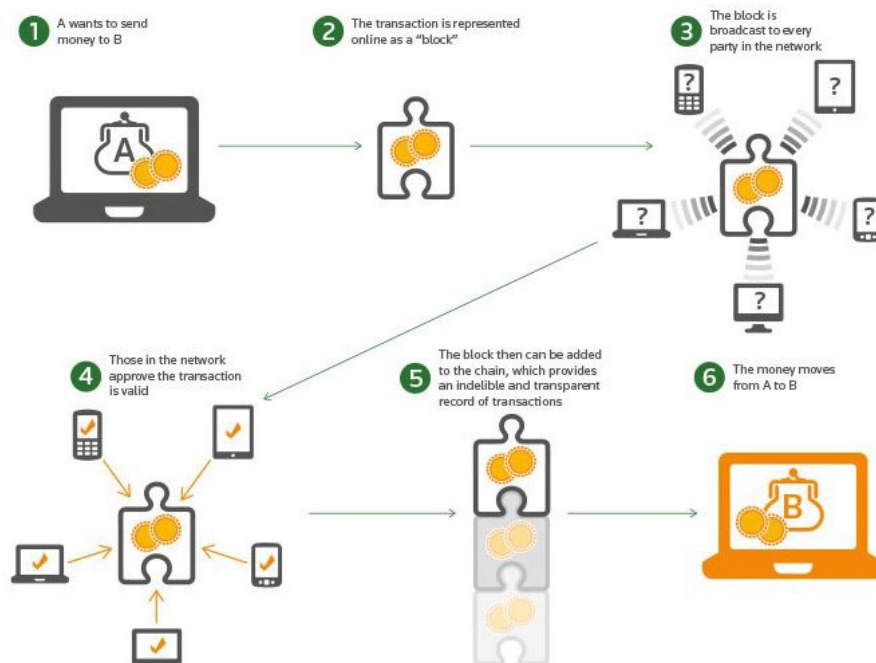 1 A wants to send
money to B
2 The transaction is represented
online as a “block”
3 The block is
broadcast to every
party in the network
A
?
?
?
?
?
4 Those in the network
approve the transaction
is valid
5 The block then can be added
to the chain, which provides
an indelible and transparent
record of transactions
6 The money moves
from A to B
B